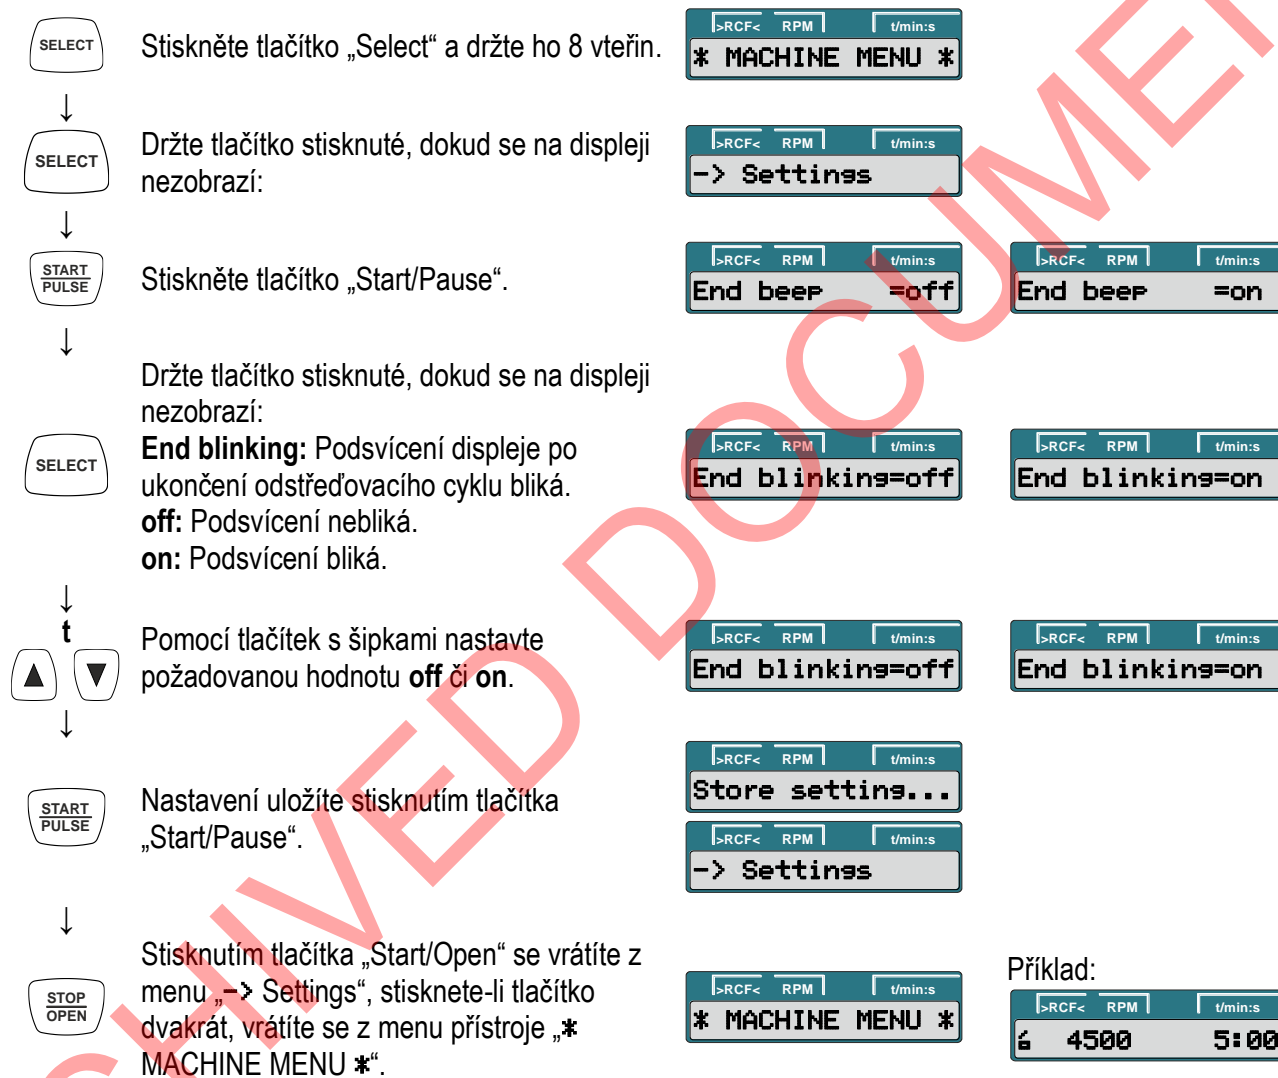 SELECT
Stiskněte tlačítko „Select“ a držte ho 8 vteřin.
>RCF< RPM t/min:s
* MACHINE MENU *
↓
SELECT
Držte tlačítko stisknuté, dokud se na displeji
nezobrazí:
>RCF< RPM t/min:s
-> Settings
↓
START
PULSE
Stiskněte tlačítko „Start/Pause“.
>RCF< RPM t/min:s
End beep =off
>RCF< RPM t/min:s
End beep =on
↓
SELECT
Držte tlačítko stisknuté, dokud se na displeji
nezobrazí:
End blinking: Podsvícení displeje po
ukončení odstřeďovacího cyklu bliká.
off: Podsvícení nebliká.
on: Podsvícení bliká.
>RCF< RPM t/min:s
End blinking=off
>RCF< RPM t/min:s
End blinking=on
↓
t
▲ ▼
Pomocí tlačítek s šipkami nastavte
požadovanou hodnotu off či on.
>RCF< RPM t/min:s
End blinking=off
>RCF< RPM t/min:s
End blinking=on
↓
START
PULSE
Nastavení uložíte stisknutím tlačítka
„Start/Pause“.
>RCF< RPM t/min:s
Store setting...
>RCF< RPM t/min:s
-> Settings
↓
STOP
OPEN
Stisknutím tlačítka „Start/Open“ se vrátíte z
menu „-> Settings“, stisknete-li tlačítko
dvakrát, vrátíte se z menu přístroje „*
MACHINE MENU *“.
>RCF< RPM t/min:s
* MACHINE MENU *
Příklad:
>RCF< RPM t/min:s
4500 5:00
CHIVED DOCUME